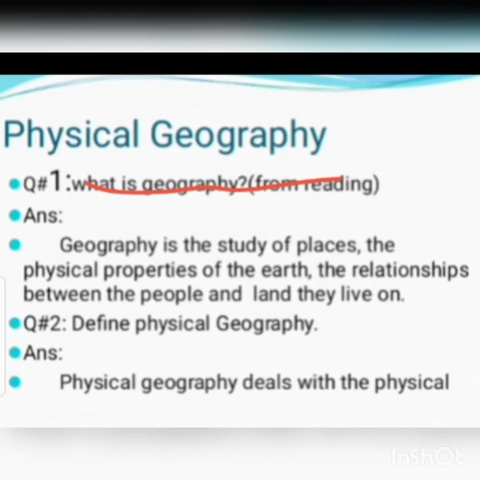 Physical Geography
Q# 1:what is geography?(from reading)
Ans:
Geography is the study of places, the
physical properties of the earth, the relationships
between the people and land they live on.
Q#2: Define physical Geography.
Ans:
Physical geography deals with the physical
InShOt